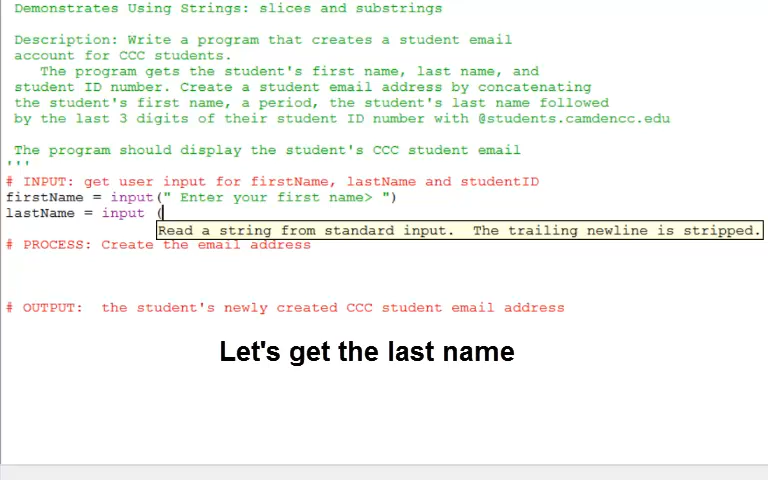 Demonstrates Using Strings: slices and substrings
Description: Write a program that creates a student email
account for CCC students.
The program gets the student's first name, last name, and
student ID number. Create a student email address by concatenating
the student's first name, a period, the student's last name followed
by the last 3 digits of their student ID number with @students.camdencc.edu
The program should display the student's CCC student email
'''
# INPUT: get user input for firstName, lastName and studentID
firstName = input(" Enter your first name> ")
lastName = input (
Read a string from standard input.  The trailing newline is stripped.
# PROCESS: Create the email address
# OUTPUT:  the student's newly created CCC student email address
Let's get the last name